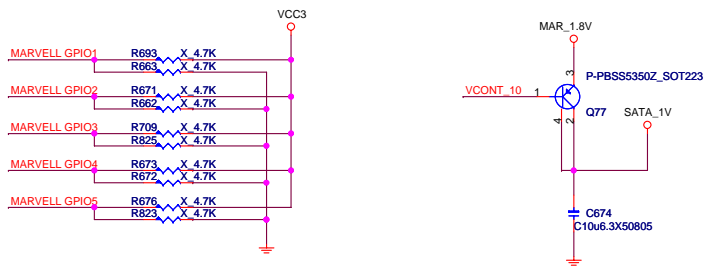 VCC3
MARVELL GPIO1 R693 X_4.7K
R663 X_4.7K
MARVELL GPIO2 R671 X_4.7K
R662 X_4.7K
MARVELL GPIO3 R709 X_4.7K
R825 X_4.7K
MARVELL GPIO4 R673 X_4.7K
R672 X_4.7K
MARVELL GPIO5 R676 X_4.7K
R823 X_4.7K
MAR_1.8V
3
P-PBSS5350Z_SOT223
VCONT_10 1
Q77
4 2
SATA_1V
C674
C10u6.3X50805